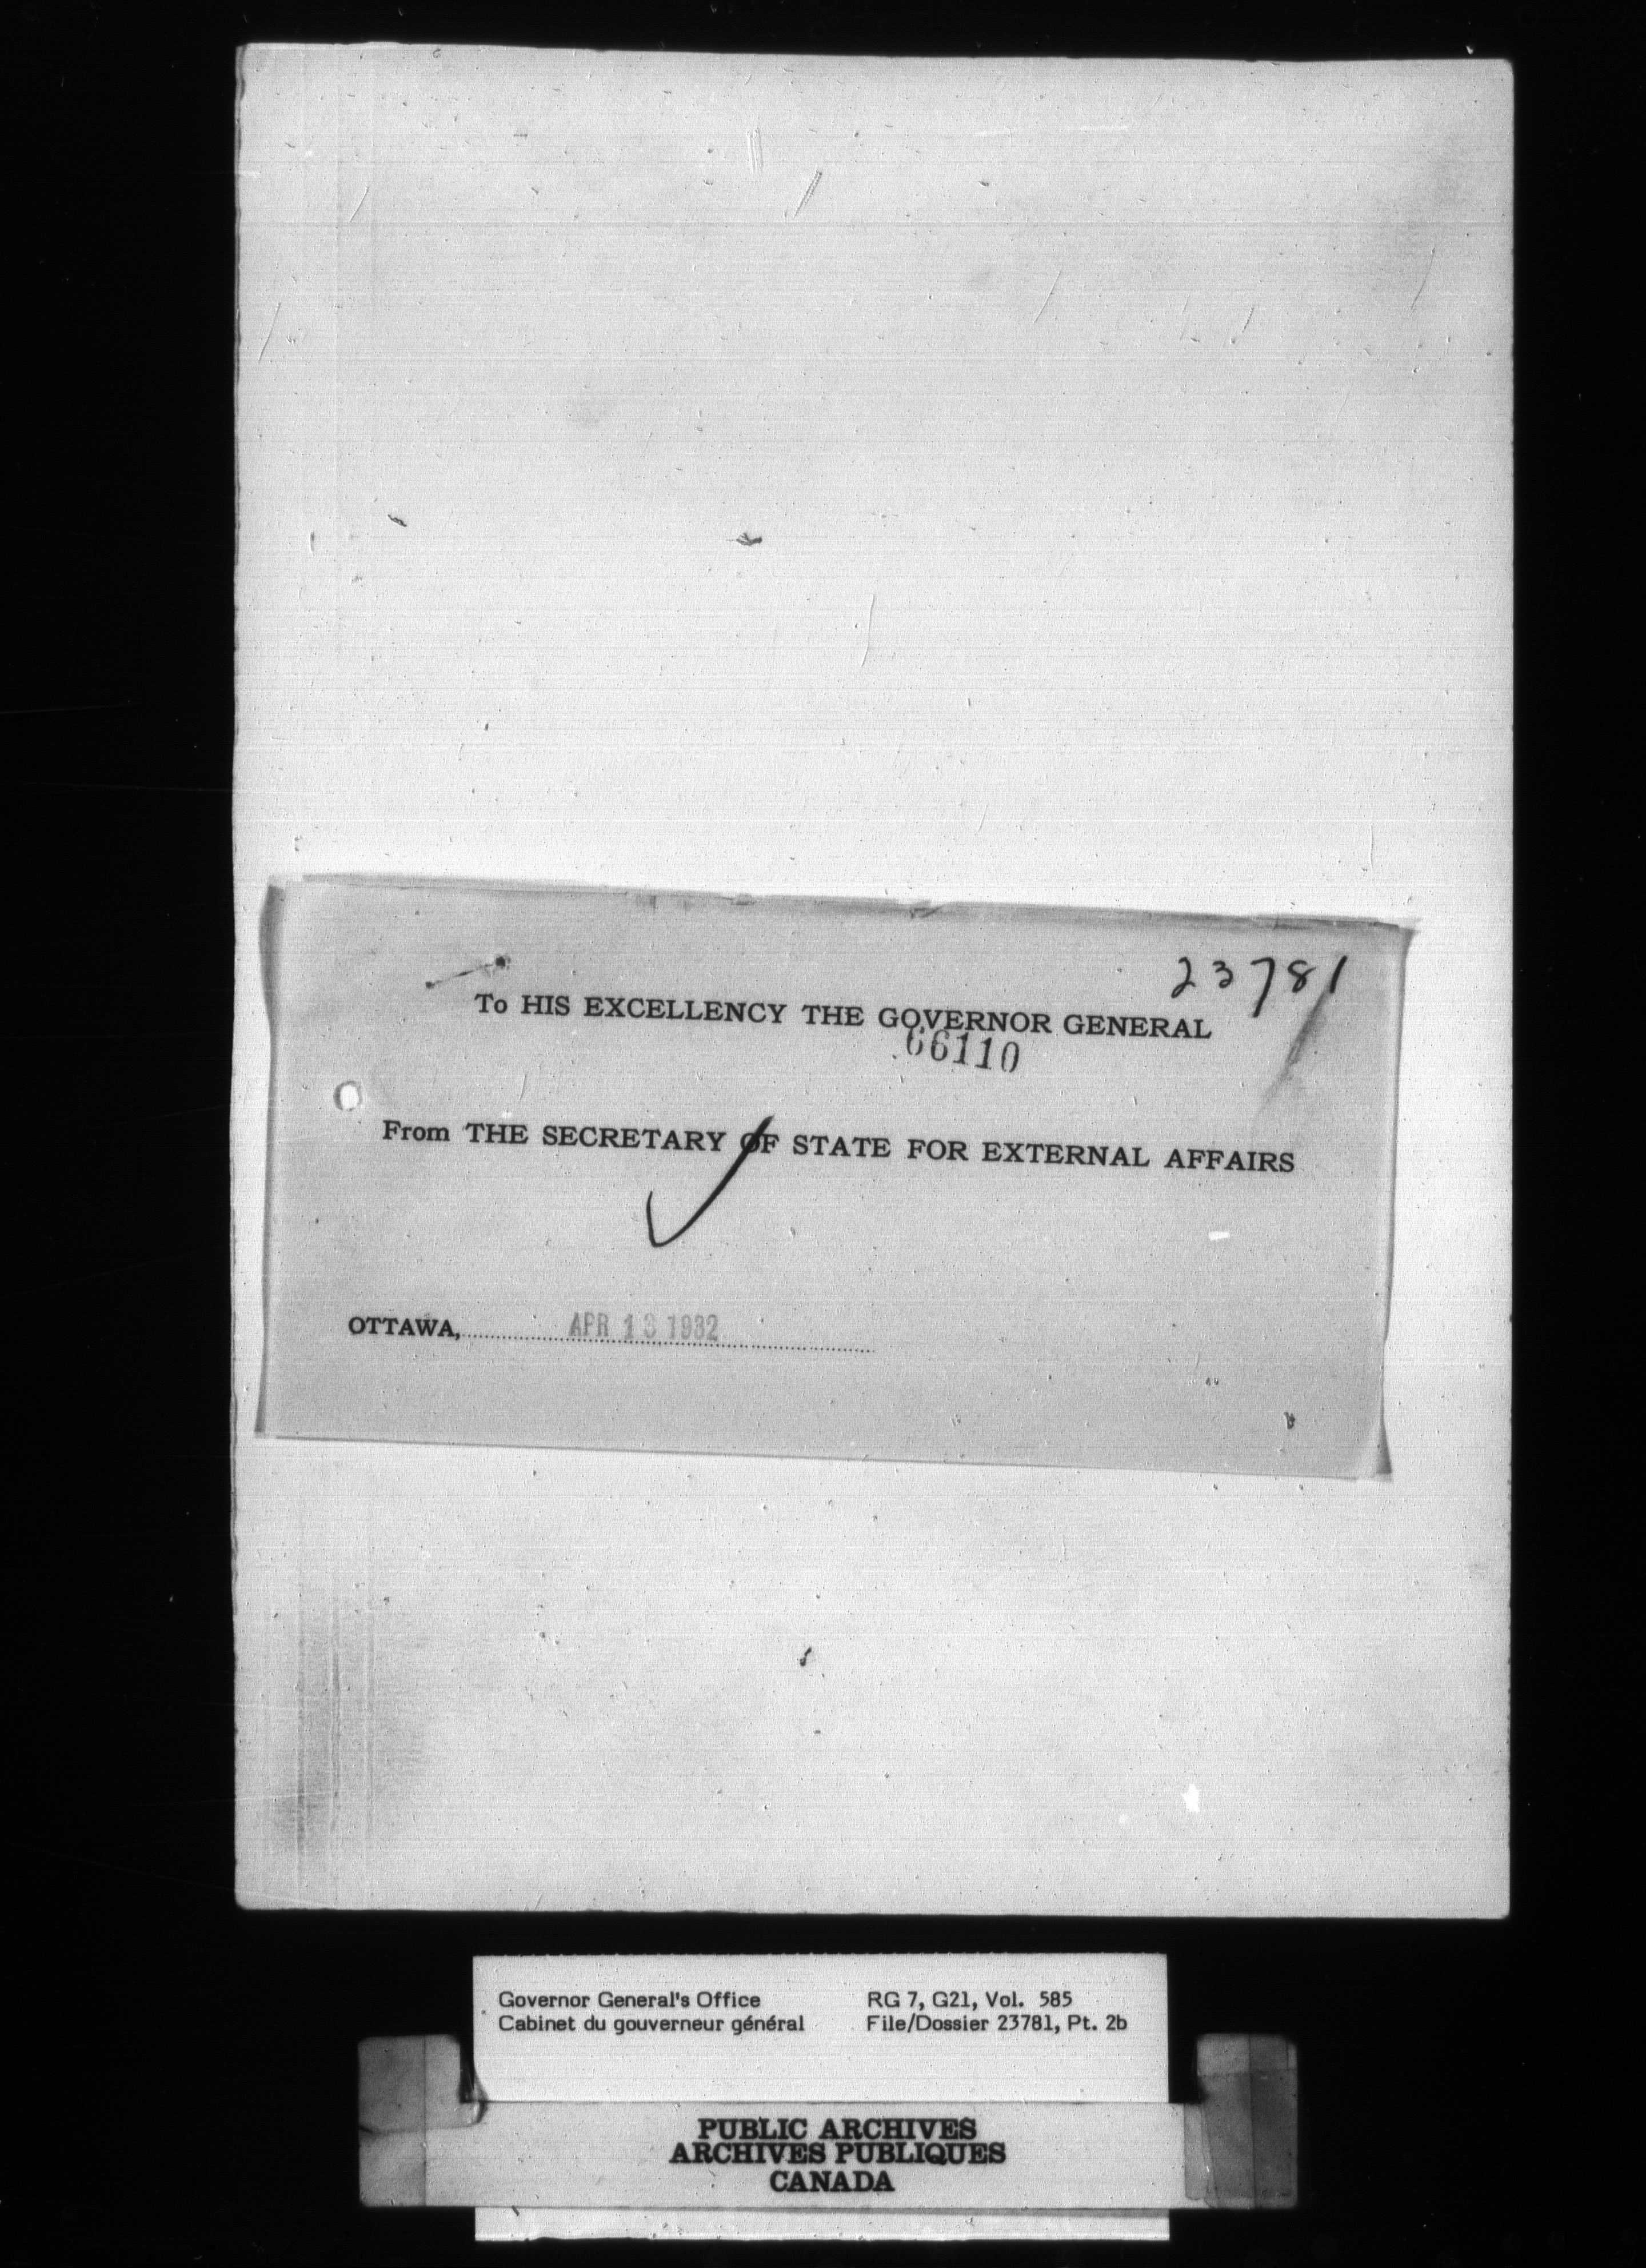 23781
To HIS EXCELLENCY THE GOVERNOR GENERAL
66110
From THE SECRETARY OF STATE FOR EXTERNAL AFFAIRS
OTTAWA, APR 13 1932
Governor General's Office RG 7, G21, Vol. 585
Cabinet du gouverneur général File/Dossier 23781, Pt. 2b
PUBLIC ARCHIVES
ARCHIVES PUBLIQUES
CANADA